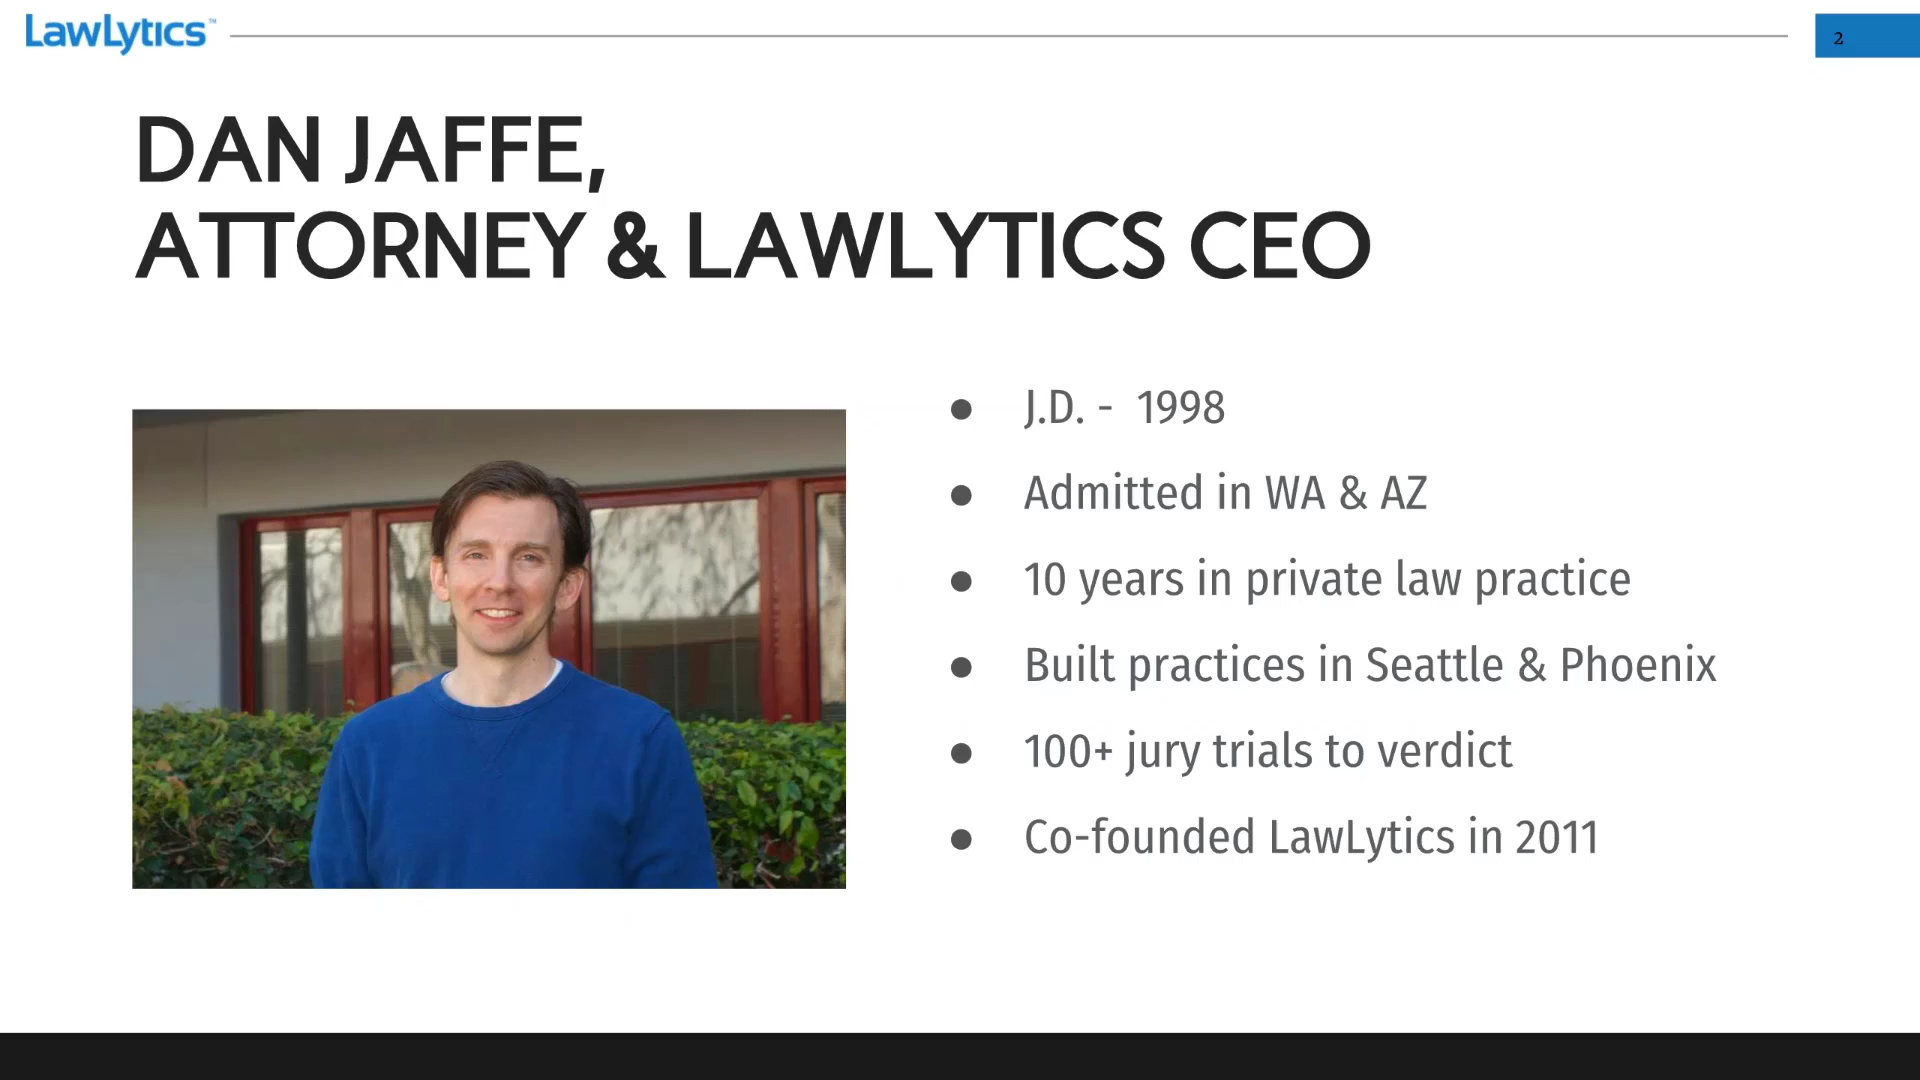 LawLytics™
2
DAN JAFFE,
ATTORNEY & LAWLYTICS CEO
● J.D. - 1998
● Admitted in WA & AZ
● 10 years in private law practice
● Built practices in Seattle & Phoenix
● 100+ jury trials to verdict
● Co-founded LawLytics in 2011